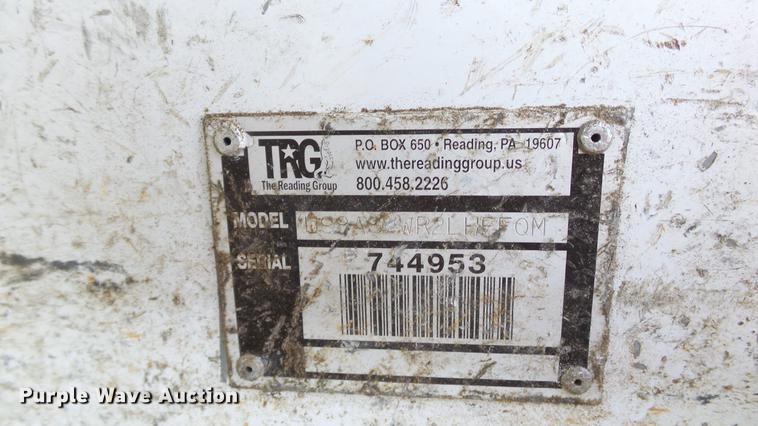 TRG
The Reading Group
P.O. BOX 650 • Reading, PA 19607
www.thereadinggroup.us
800.458.2226
MODEL
SERIAL 744953
Purple Wave Auction